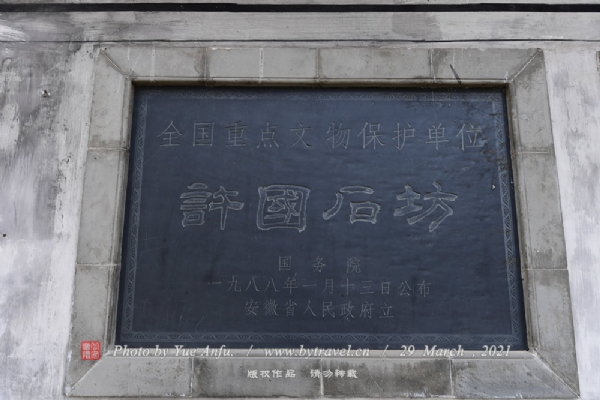 全国重点文物保护单位
許國石坊
国务院
一九八八年一月十三日公布
安徽省人民政府立
Photo by Yue Anfu. / www.bytravel.cn / 29 March , 2021
版权作品 请勿转载